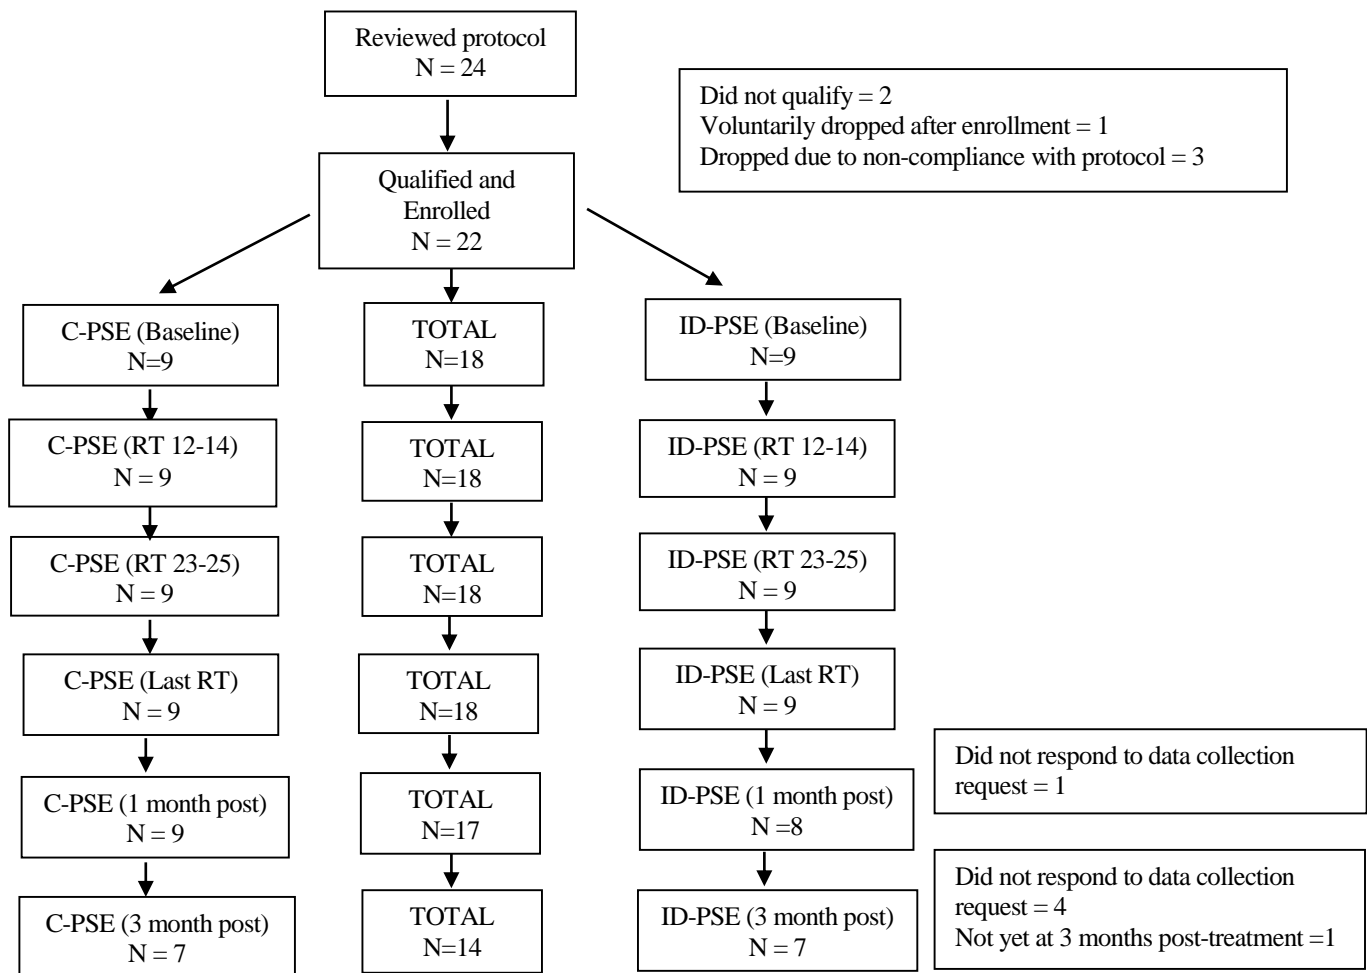 Reviewed protocol
N = 24
Did not qualify = 2
Voluntarily dropped after enrollment = 1
Dropped due to non-compliance with protocol = 3
Qualified and
Enrolled
N = 22
C-PSE (Baseline)
N=9
TOTAL
N=18
ID-PSE (Baseline)
N=9
C-PSE (RT 12-14)
N = 9
TOTAL
N=18
ID-PSE (RT 12-14)
N = 9
C-PSE (RT 23-25)
N = 9
TOTAL
N=18
ID-PSE (RT 23-25)
N = 9
C-PSE (Last RT)
N = 9
TOTAL
N=18
ID-PSE (Last RT)
N = 9
C-PSE (1 month post)
N = 9
TOTAL
N=17
ID-PSE (1 month post)
N =8
Did not respond to data collection
request = 1
C-PSE (3 month post)
N = 7
TOTAL
N=14
ID-PSE (3 month post)
N = 7
Did not respond to data collection
request = 4
Not yet at 3 months post-treatment =1